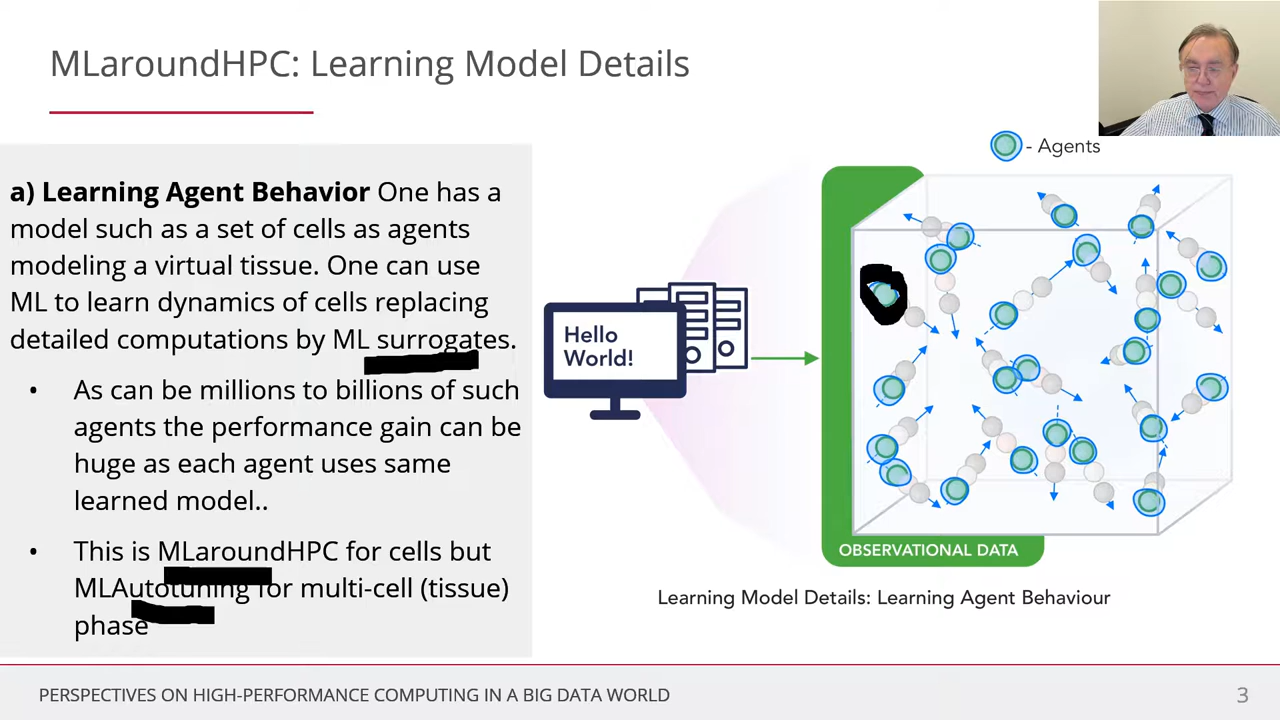 MLaroundHPC: Learning Model Details
- Agents
a) Learning Agent Behavior One has a
model such as a set of cells as agents
modeling a virtual tissue. One can use
ML to learn dynamics of cells replacing
detailed computations by ML surrogates.
• As can be millions to billions of such
agents the performance gain can be
huge as each agent uses same
learned model..
• This is MLaroundHPC for cells but
MLAutotuning for multi-cell (tissue)
phase
Hello
World!
OBSERVATIONAL DATA
Learning Model Details: Learning Agent Behaviour
PERSPECTIVES ON HIGH-PERFORMANCE COMPUTING IN A BIG DATA WORLD
3